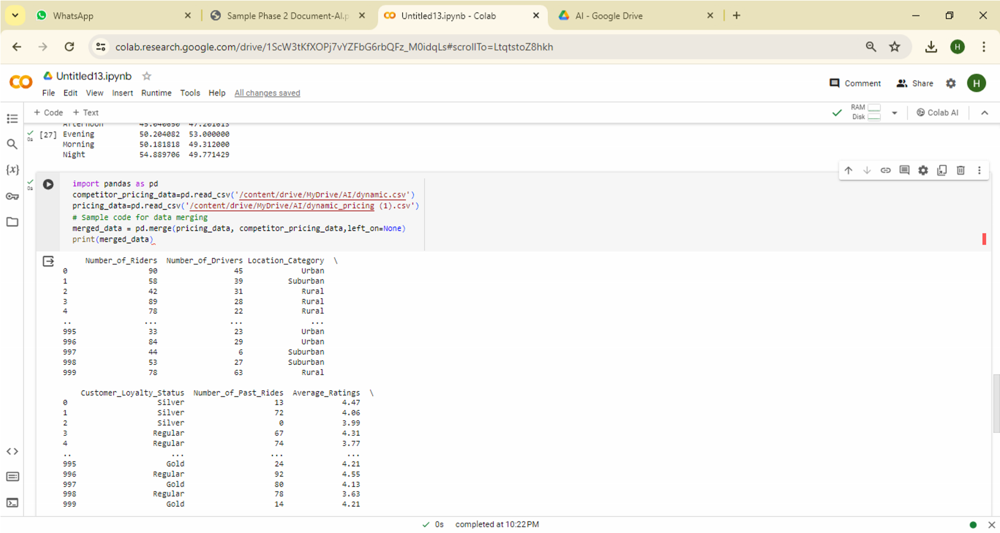 WhatsApp
Sample Phase 2 Document-AI.p
Untitled13.ipynb - Colab
AI - Google Drive
colab.research.google.com/drive/1ScW3tKfXOPj7vYZFbG6rbQFz_M0idqLs#scrollTo=LtqtstoZ8hkh
H
CO
Untitled13.ipynb
File Edit View Insert Runtime Tools Help All changes saved
Comment
Share
H
+ Code + Text
RAM
Disk
Colab AI
Afternoon
[27] Evening 50.204082 53.000000
0s
Morning 50.181818 49.312000
Night 54.889706 49.771429
{x}
0s
import pandas as pd
competitor_pricing_data=pd.read_csv('/content/drive/MyDrive/AI/dynamic.csv')
pricing_data=pd.read_csv('/content/drive/MyDrive/AI/dynamic_pricing (1).csv')
# Sample code for data merging
merged_data = pd.merge(pricing_data, competitor_pricing_data,left_on=None)
print(merged_data)
Number_of_Riders Number_of_Drivers Location_Category \
0 90 45 Urban
1 58 39 Suburban
2 42 31 Rural
3 89 28 Rural
4 78 22 Rural
.. ... ... ...
995 33 23 Urban
996 84 29 Urban
997 44 6 Suburban
998 53 27 Suburban
999 78 63 Rural
Customer_Loyalty_Status Number_of_Past_Rides Average_Ratings \
0 Silver 13 4.47
1 Silver 72 4.06
2 Silver 0 3.99
3 Regular 67 4.31
4 Regular 74 3.77
.. ... ... ...
995 Gold 24 4.21
996 Regular 92 4.55
997 Gold 80 4.13
998 Regular 78 3.63
999 Gold 14 4.21
0s completed at 10:22 PM